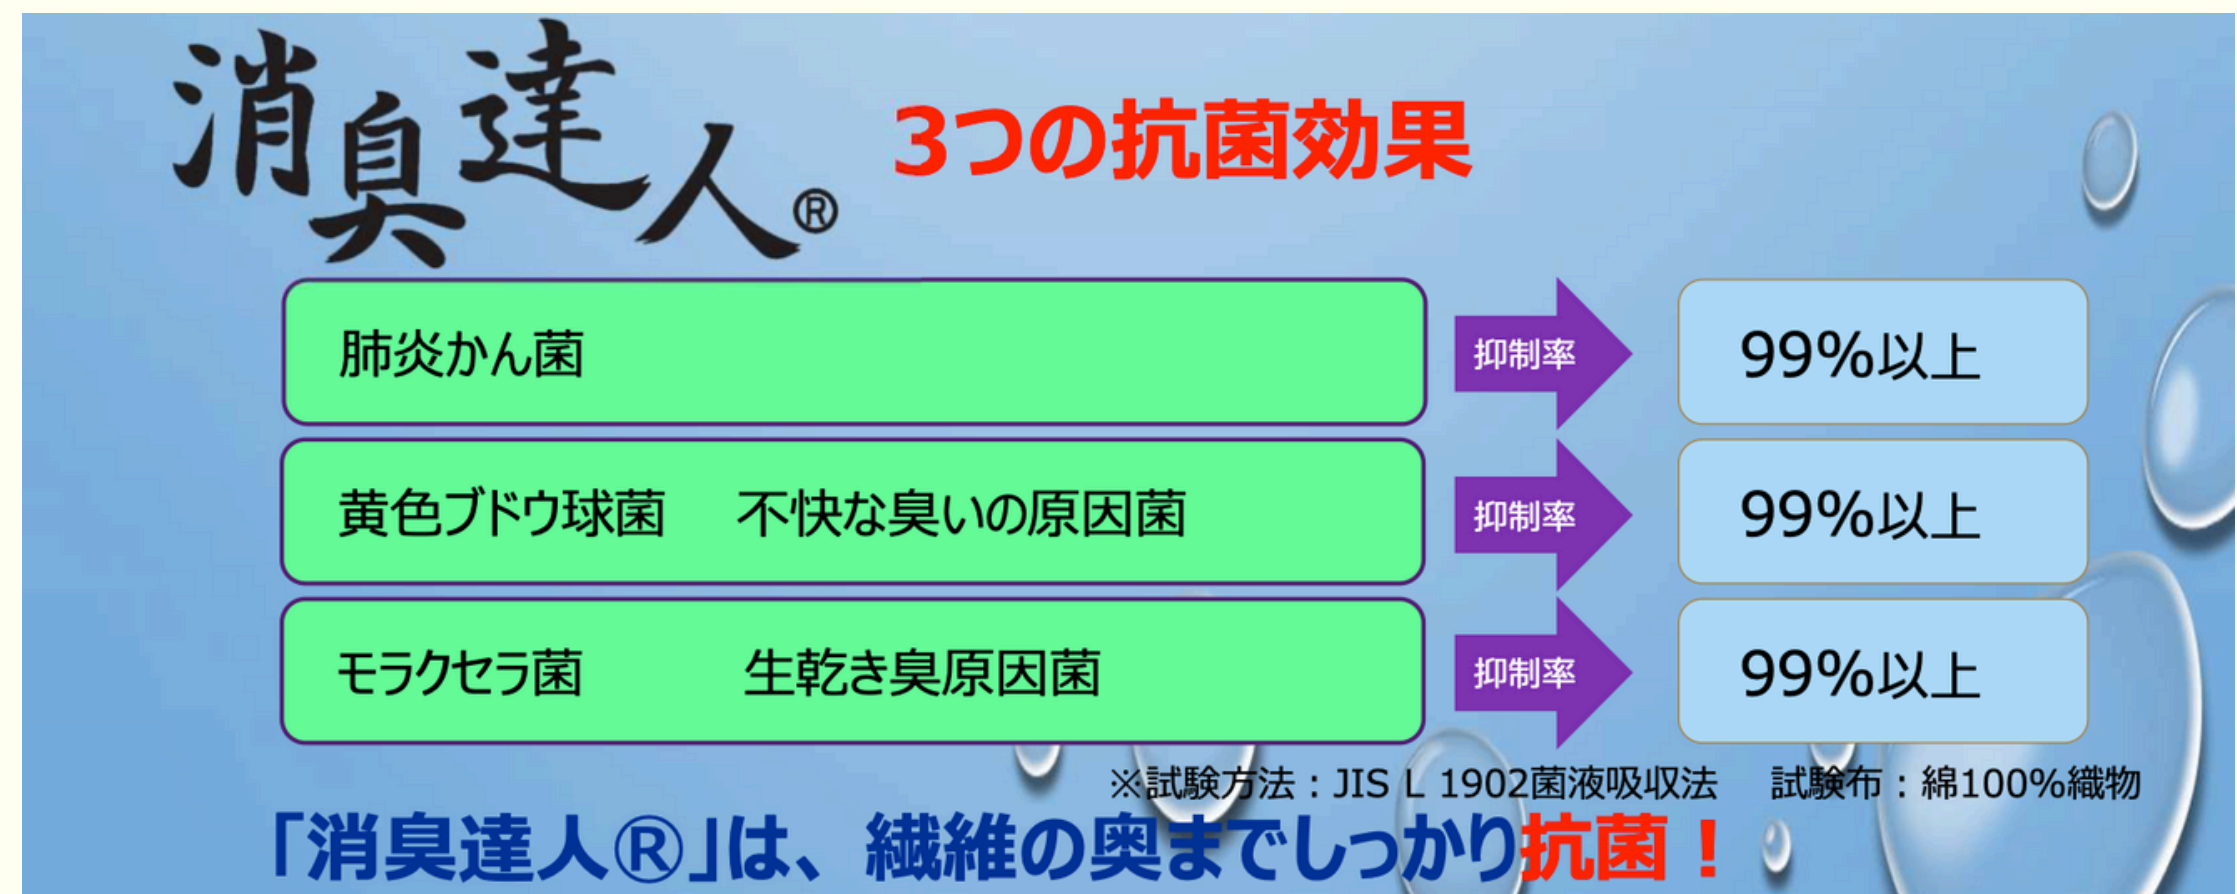 消臭達人® 3つの抗菌効果
肺炎かん菌 抑制率 99%以上
黄色ブドウ球菌 不快な臭いの原因菌 抑制率 99%以上
モラクセラ菌 生乾き臭原因菌 抑制率 99%以上
※試験方法：JIS L 1902菌液吸収法 試験布：綿100%織物
「消臭達人®」は、繊維の奥までしっかり抗菌！